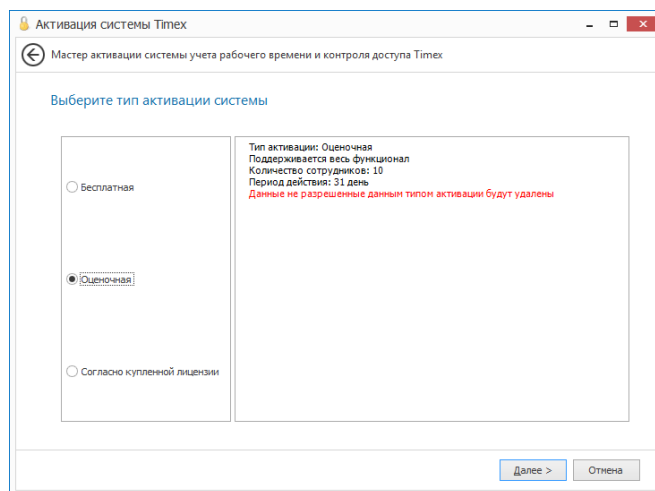 Активация системы Timex
Мастер активации системы учета рабочего времени и контроля доступа Timex
Выберите тип активации системы
Бесплатная
Оценочная
Согласно купленной лицензии
Тип активации: Оценочная
Поддерживается весь функционал
Количество сотрудников: 10
Период действия: 31 день
Данные не разрешенные данным типом активации будут удалены
Далее >
Отмена